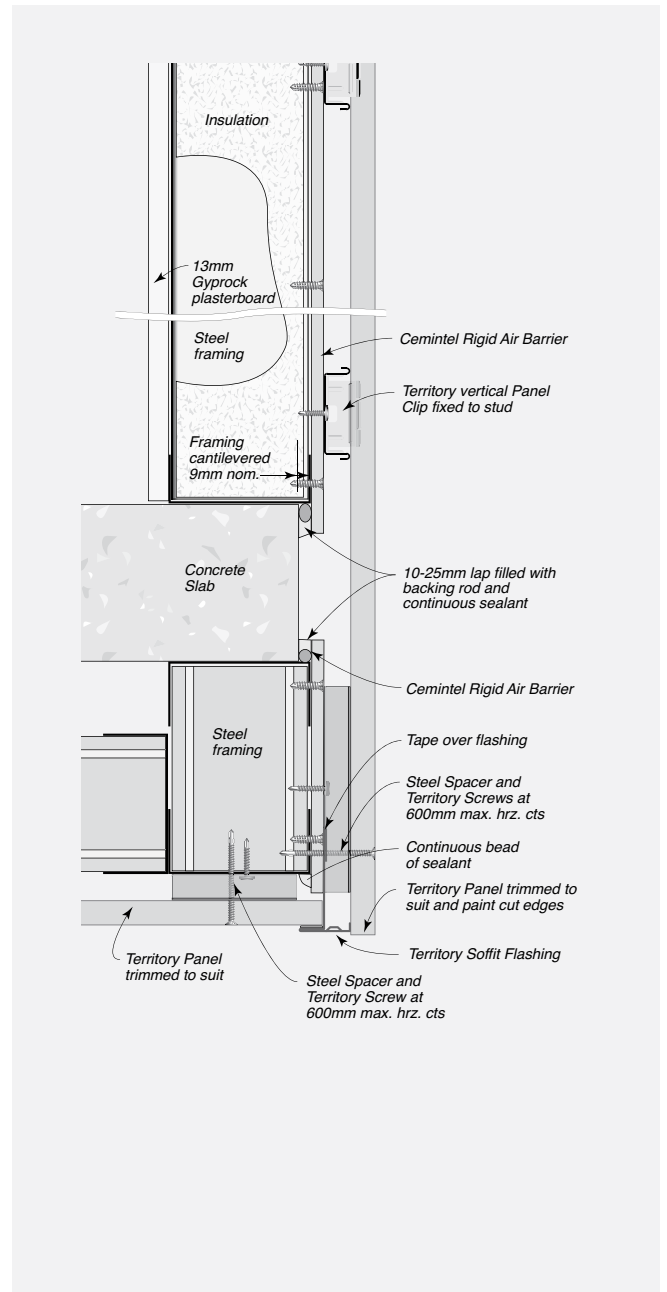 Insulation
13mm
Gyprock
plasterboard
Steel
framing
Cemintel Rigid Air Barrier
Territory vertical Panel
Clip fixed to stud
Framing
cantilevered
9mm nom.
Concrete
Slab
10-25mm lap filled with
backing rod and
continuous sealant
Cemintel Rigid Air Barrier
Steel
framing
Tape over flashing
Steel Spacer and
Territory Screws at
600mm max. hrz. cts
Continuous bead
of sealant
Territory Panel trimmed to
suit and paint cut edges
Territory Soffit Flashing
Territory Panel
trimmed to suit
Steel Spacer and
Territory Screw at
600mm max. hrz. cts